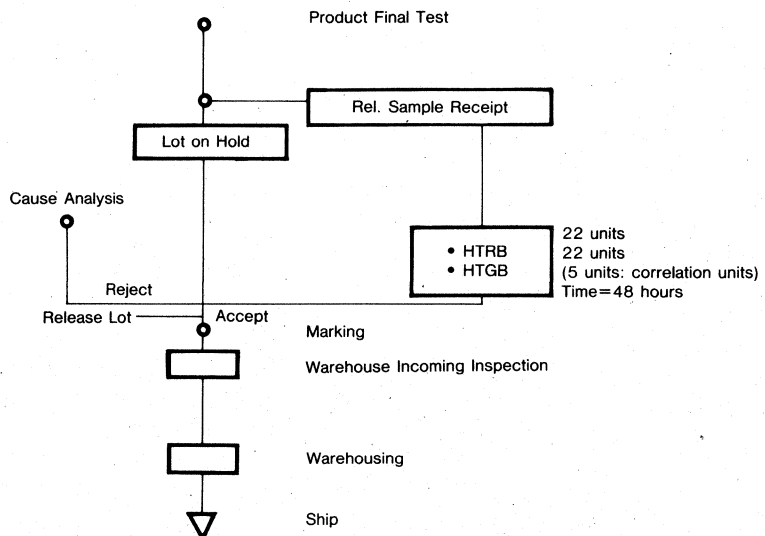 Product Final Test
Rel. Sample Receipt
Lot on Hold
Cause Analysis
• HTRB
• HTGB
22 units
22 units
(5 units: correlation units)
Time=48 hours
Reject
Release Lot
Accept
Marking
Warehouse Incoming Inspection
Warehousing
Ship